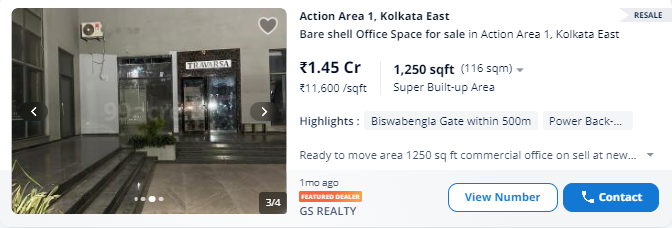 Action Area 1, Kolkata East
RESALE
Bare shell Office Space for sale in Action Area 1, Kolkata East
TRAVARSA
₹1.45 Cr
1,250 sqft (116 sqm)
₹11,600 /sqft
Super Built-up Area
Highlights :
Biswabengla Gate within 500m
Power Back-...
Ready to move area 1250 sq ft commercial office on sell at new...
3/4
1mo ago
FEATURED DEALER
GS REALTY
View Number
Contact